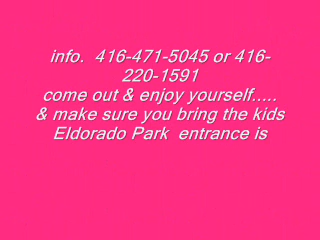 info.  416-471-5045 or 416-
220-1591
come out & enjoy yourself.....
& make sure you bring the kids
Eldorado Park  entrance is